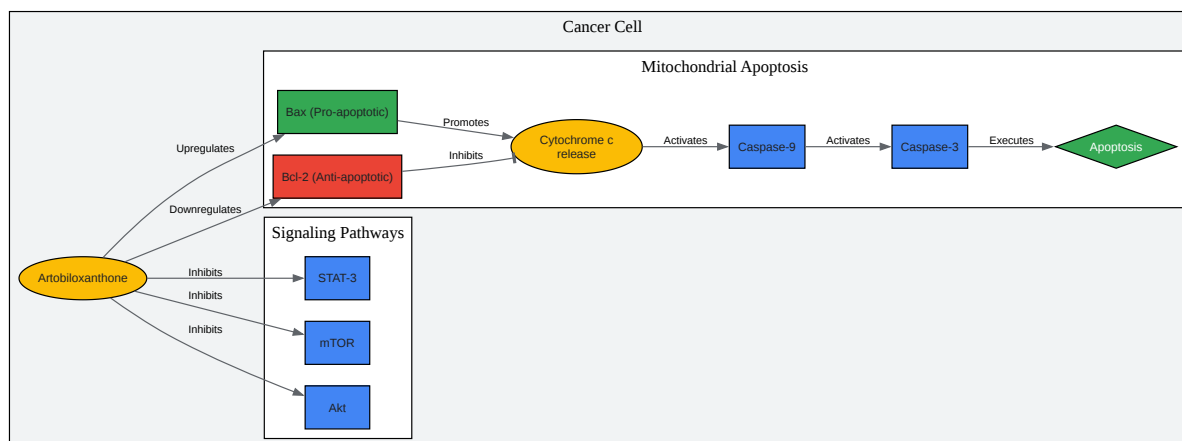 Cancer Cell
Mitochondrial Apoptosis
Bax (Pro-apoptotic)
Promotes
Cytochrome c
release
Activates
Caspase-9
Activates
Caspase-3
Executes
Apoptosis
Upregulates
Inhibits
Bcl-2 (Anti-apoptotic)
Downregulates
Signaling Pathways
Artobiloxanthone
Inhibits
STAT-3
Inhibits
mTOR
Inhibits
Akt